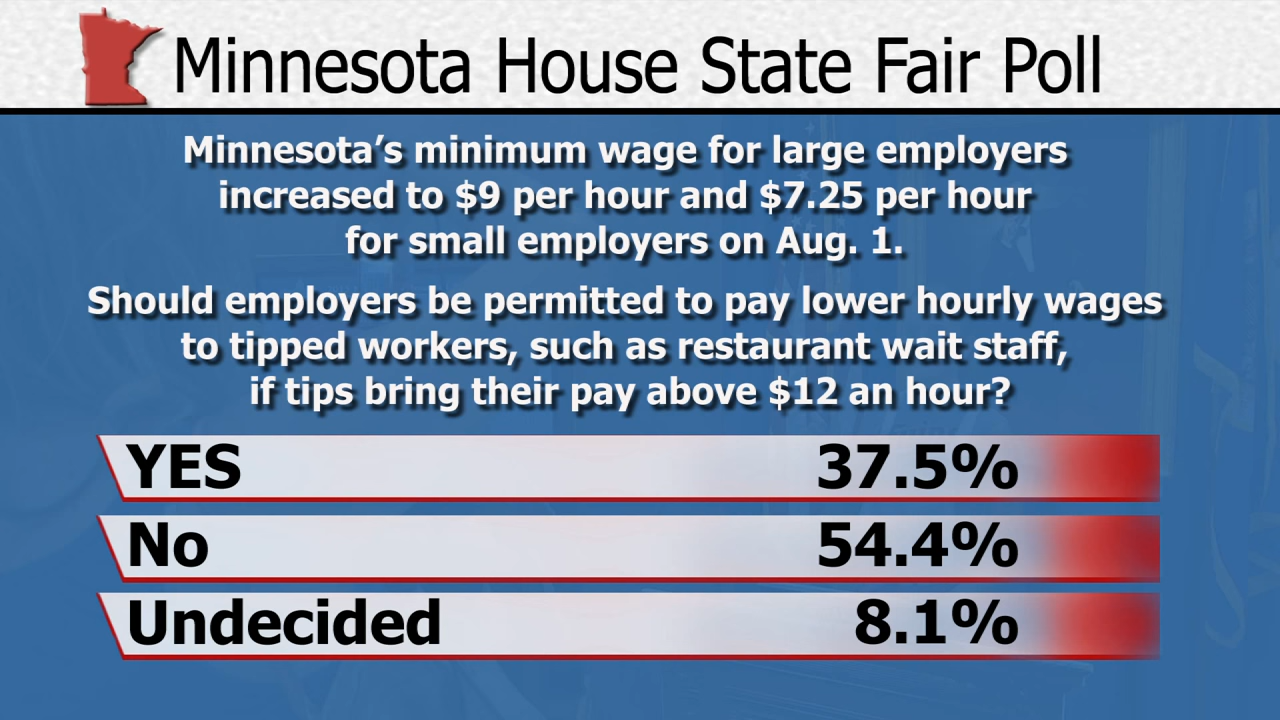 Minnesota House State Fair Poll
Minnesota’s minimum wage for large employers
increased to $9 per hour and $7.25 per hour
for small employers on Aug. 1.
Should employers be permitted to pay lower hourly wages
to tipped workers, such as restaurant wait staff,
if tips bring their pay above $12 an hour?
YES 37.5%
No 54.4%
Undecided 8.1%